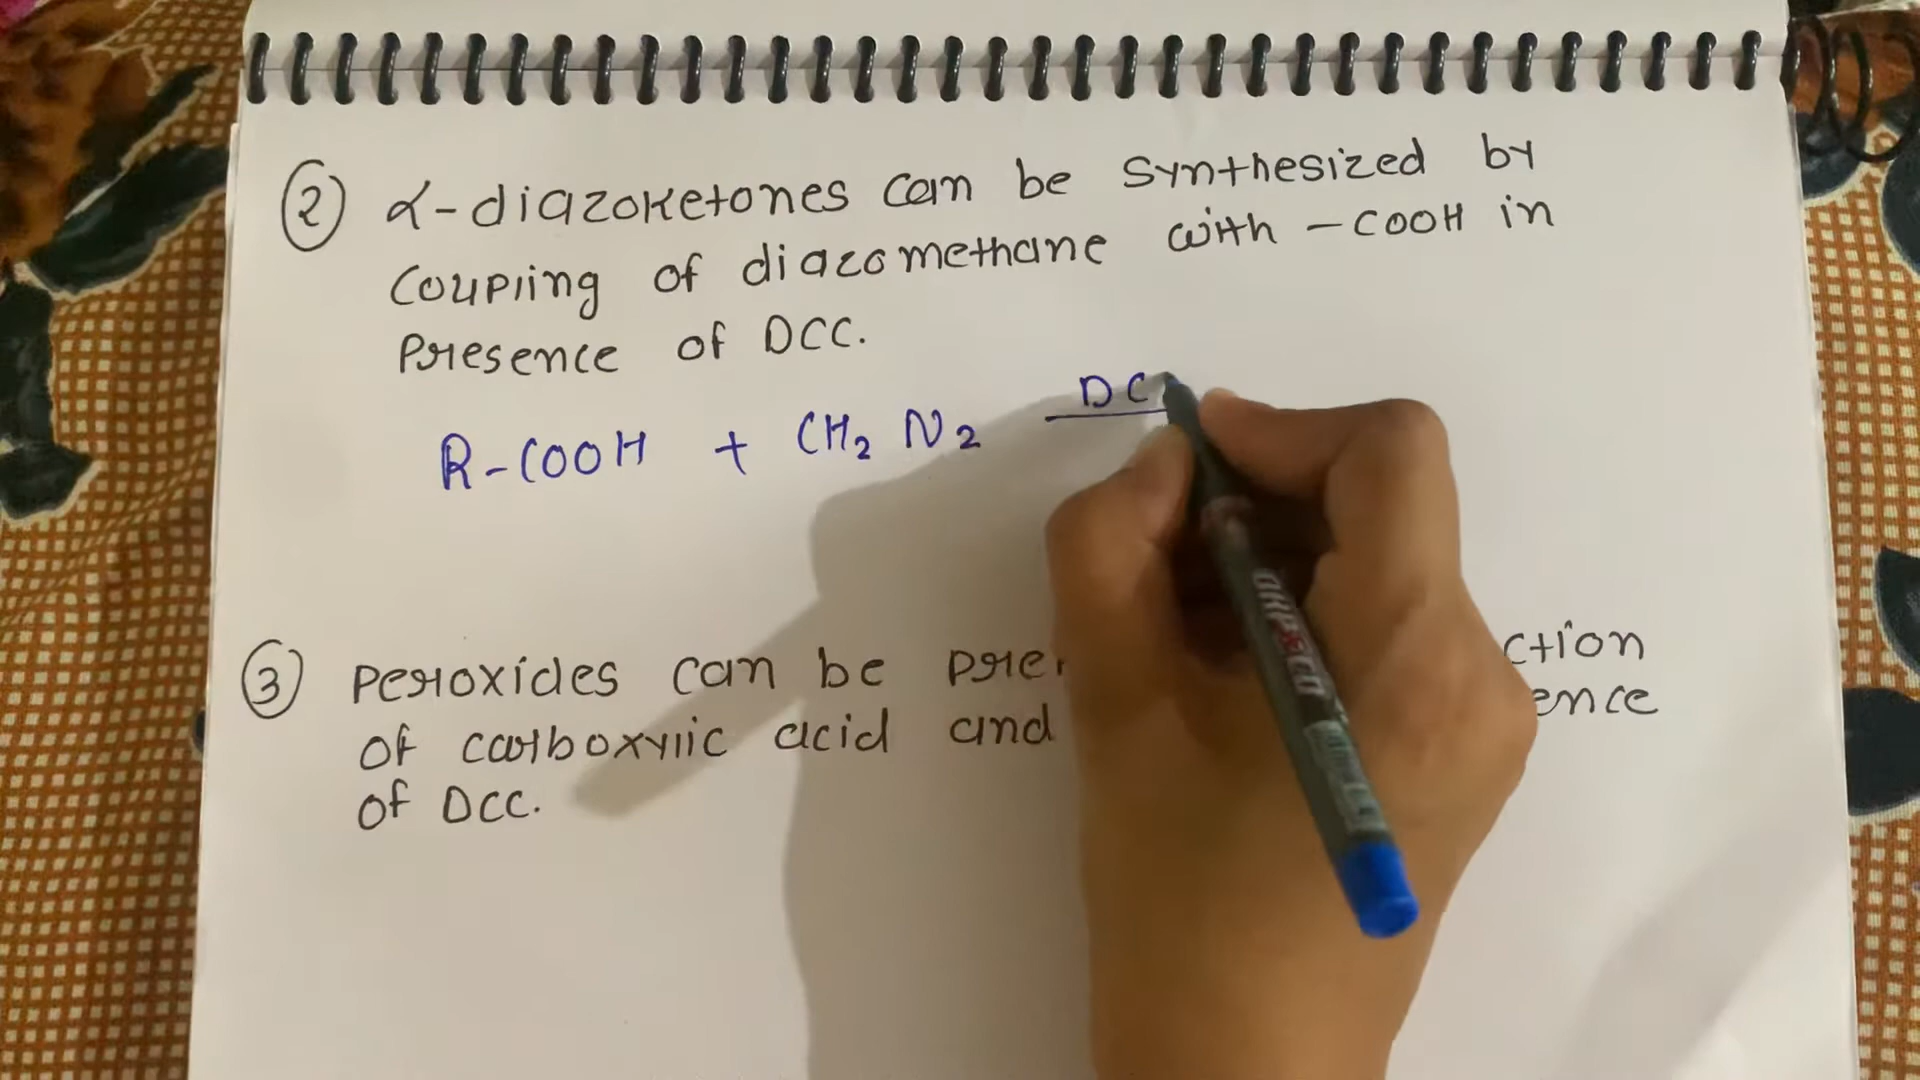 ② α-diazoketones can be synthesized by
coupling of diazomethane with -COOH in
presence of DCC.
DC
R-COOH + CH₂ N₂
③ Peroxides can be ction
of carboxylic acid and ence
of DCC.